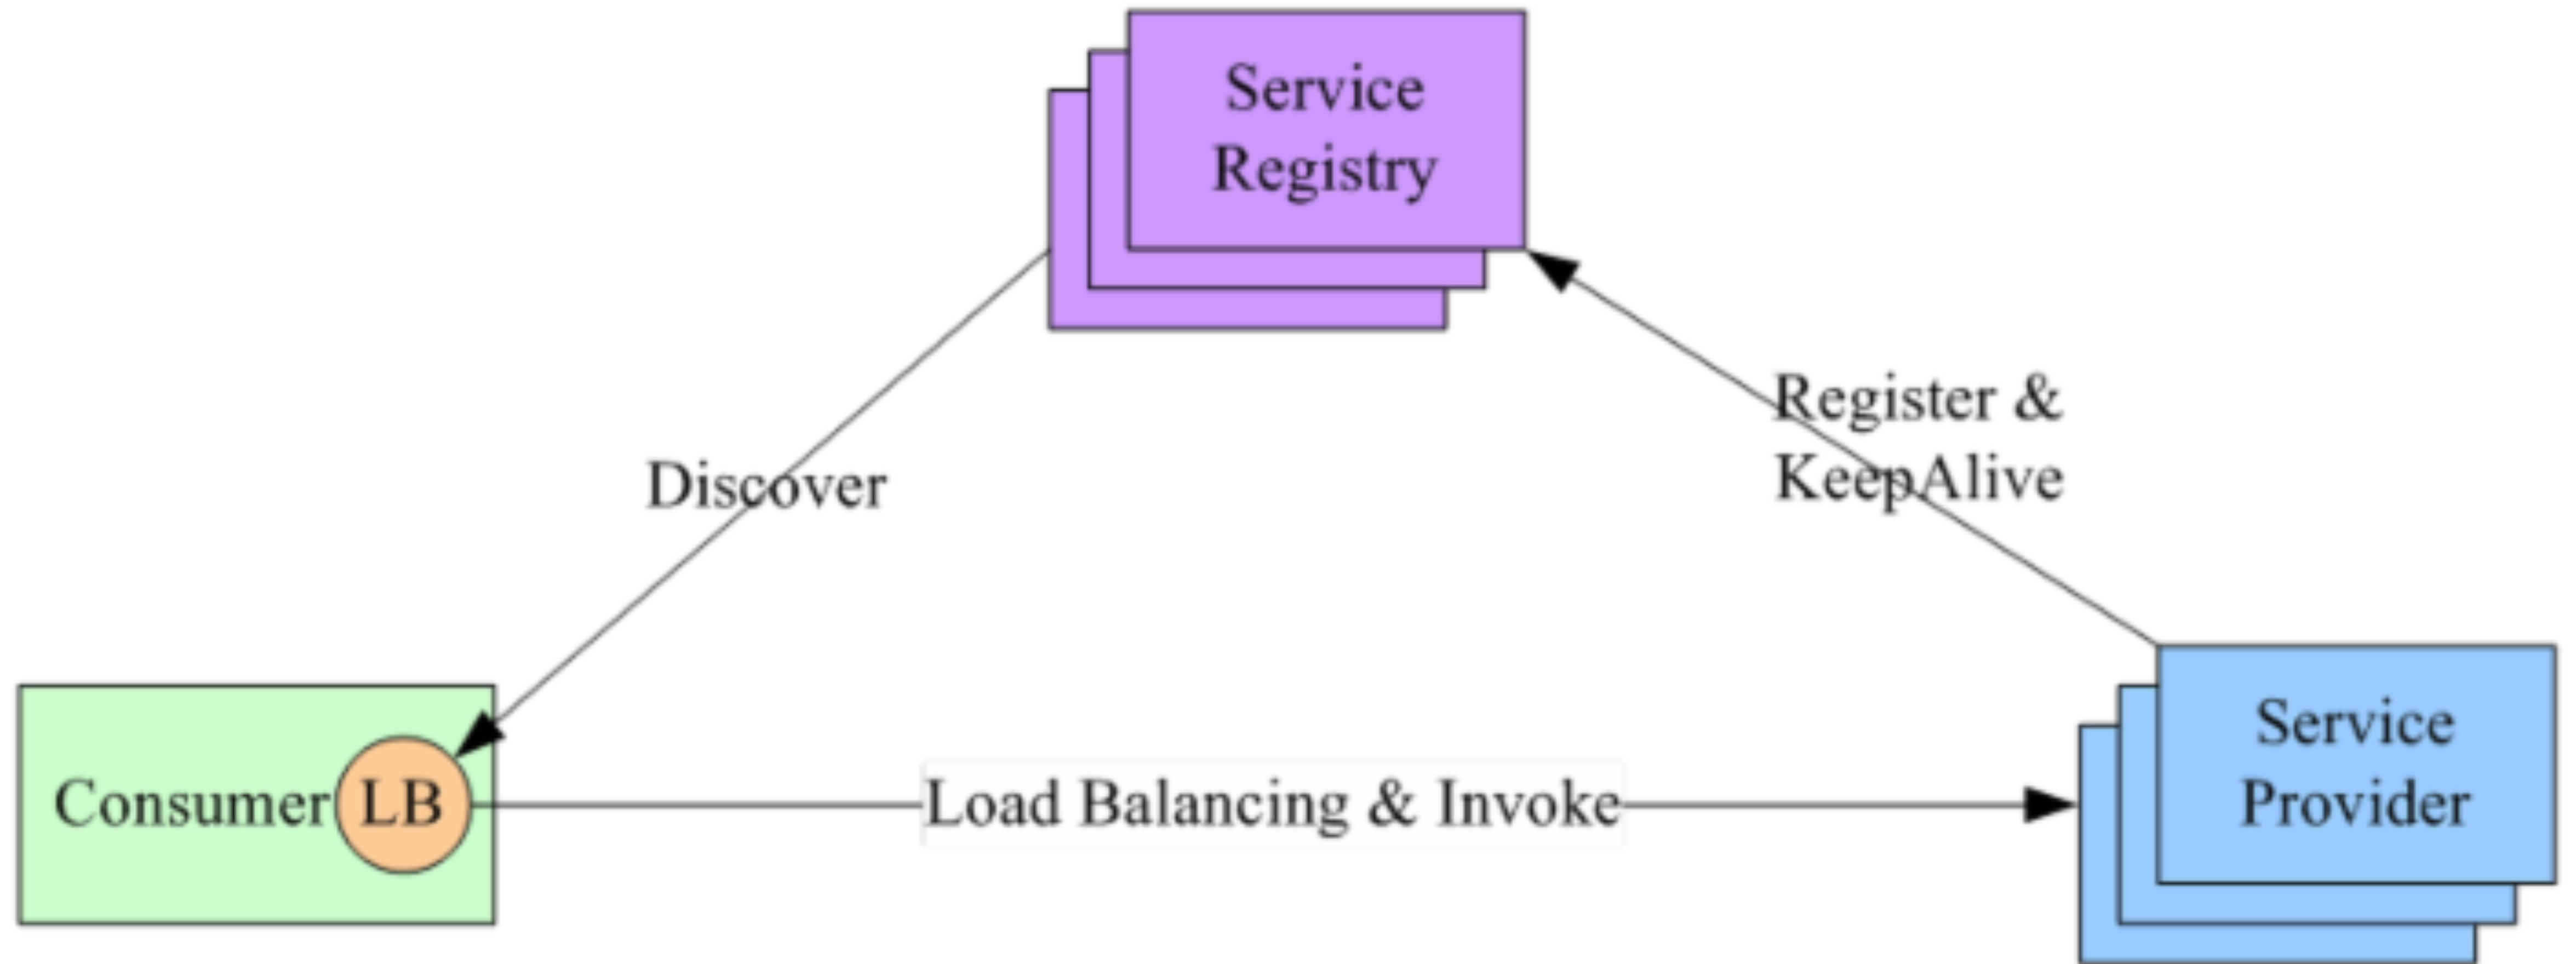 Service
Registry
Register &
KeepAlive
Discover
Consumer
LB
Load Balancing & Invoke
Service
Provider